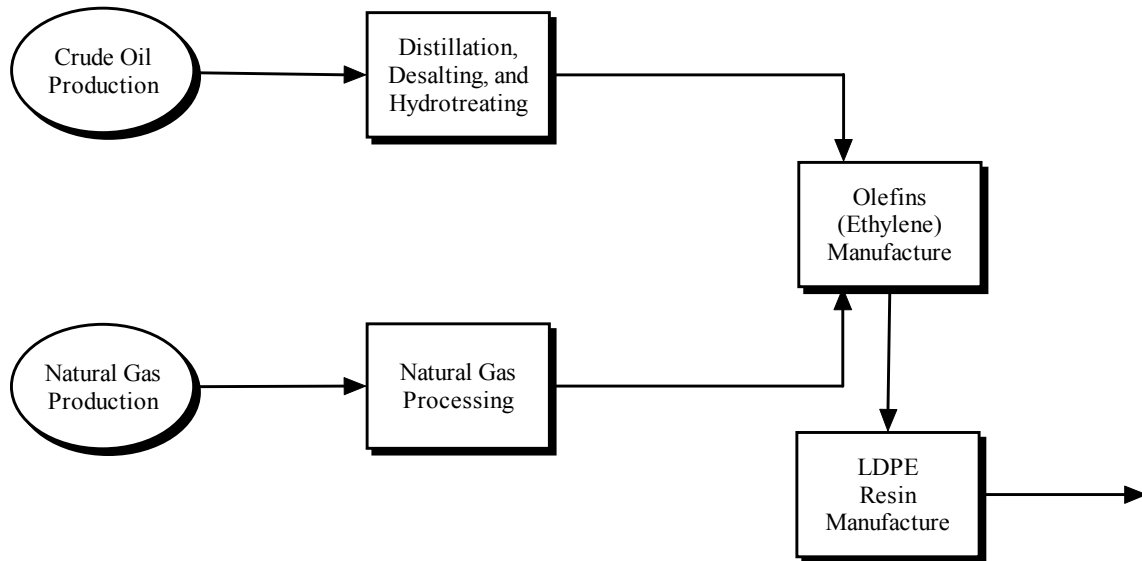 Crude Oil
Production
Distillation,
Desalting, and
Hydrotreating
Olefins
(Ethylene)
Manufacture
Natural Gas
Production
Natural Gas
Processing
LDPE
Resin
Manufacture